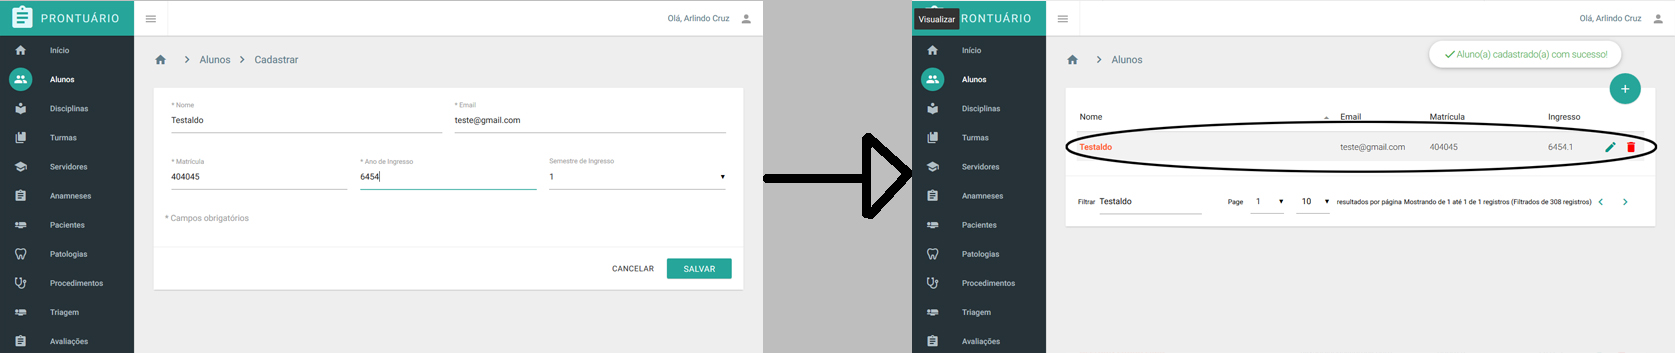 PRONTUÁRIO
Olá, Arlindo Cruz
Início
Alunos
Disciplinas
Turmas
Servidores
Anamneses
Pacientes
Patologias
Procedimentos
Triagem
Avaliações
Alunos Cadastrar
* Nome
Testaldo
* Email
teste@gmail.com
* Matrícula
404045
* Ano de Ingresso
6454
Semestre de Ingresso
1
* Campos obrigatórios
CANCELAR
SALVAR
Visualizar
RONTUÁRIO
Olá, Arlindo Cruz
Início
Alunos
Disciplinas
Turmas
Servidores
Anamneses
Pacientes
Patologias
Procedimentos
Triagem
Avaliações
Alunos
Aluno(a) cadastrado(a) com sucesso!
+
Nome Email Matrícula Ingresso
Testaldo teste@gmail.com 404045 6454.1
Filtrar Testaldo Page 1 10 resultados por página Mostrando de 1 até 1 de 1 registros (Filtrados de 308 registros)